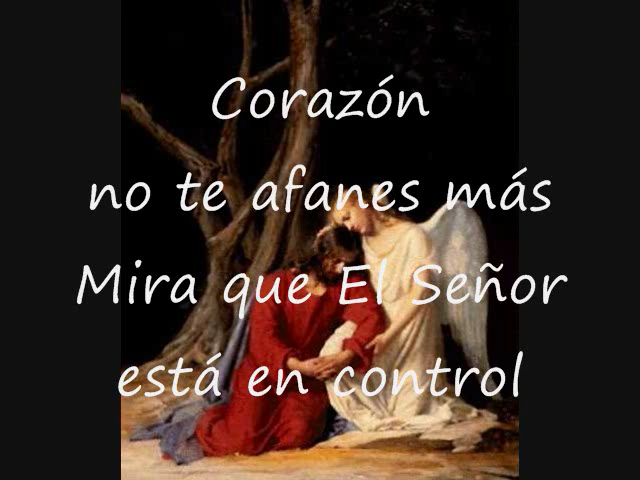 Corazón
no te afanes más
Mira que El Señor
está en control